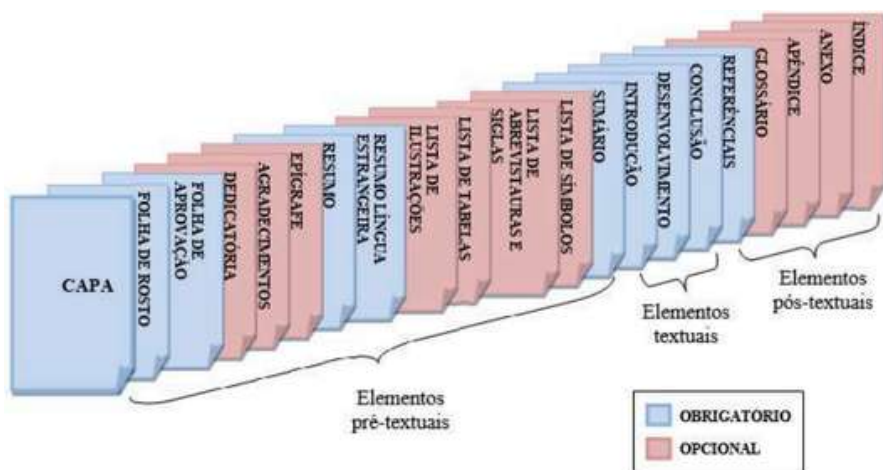 CAPA
FOLHA DE ROSTO
FOLHA DE
APROVAÇÃO
DEDICATÓRIA
AGRADECIMENTOS
EPÍGRAFE
RESUMO
RESUMO LÍNGUA
ESTRANGEIRA
LISTA DE
ILUSTRAÇÕES
LISTA DE TABELAS
LISTA DE
ABREVISTAURAS E
SIGLAS
LISTA DE SÍMBOLOS
SUMÁRIO
INTRODUÇÃO
DESENVOLVIMENTO
CONCLUSÃO
REFERÊNCIAIS
GLOSSÁRIO
APÊNDICE
ANEXO
ÍNDICE
Elementos
pré-textuais
Elementos
textuais
Elementos
pós-textuais
OBRIGATÓRIO
OPCIONAL